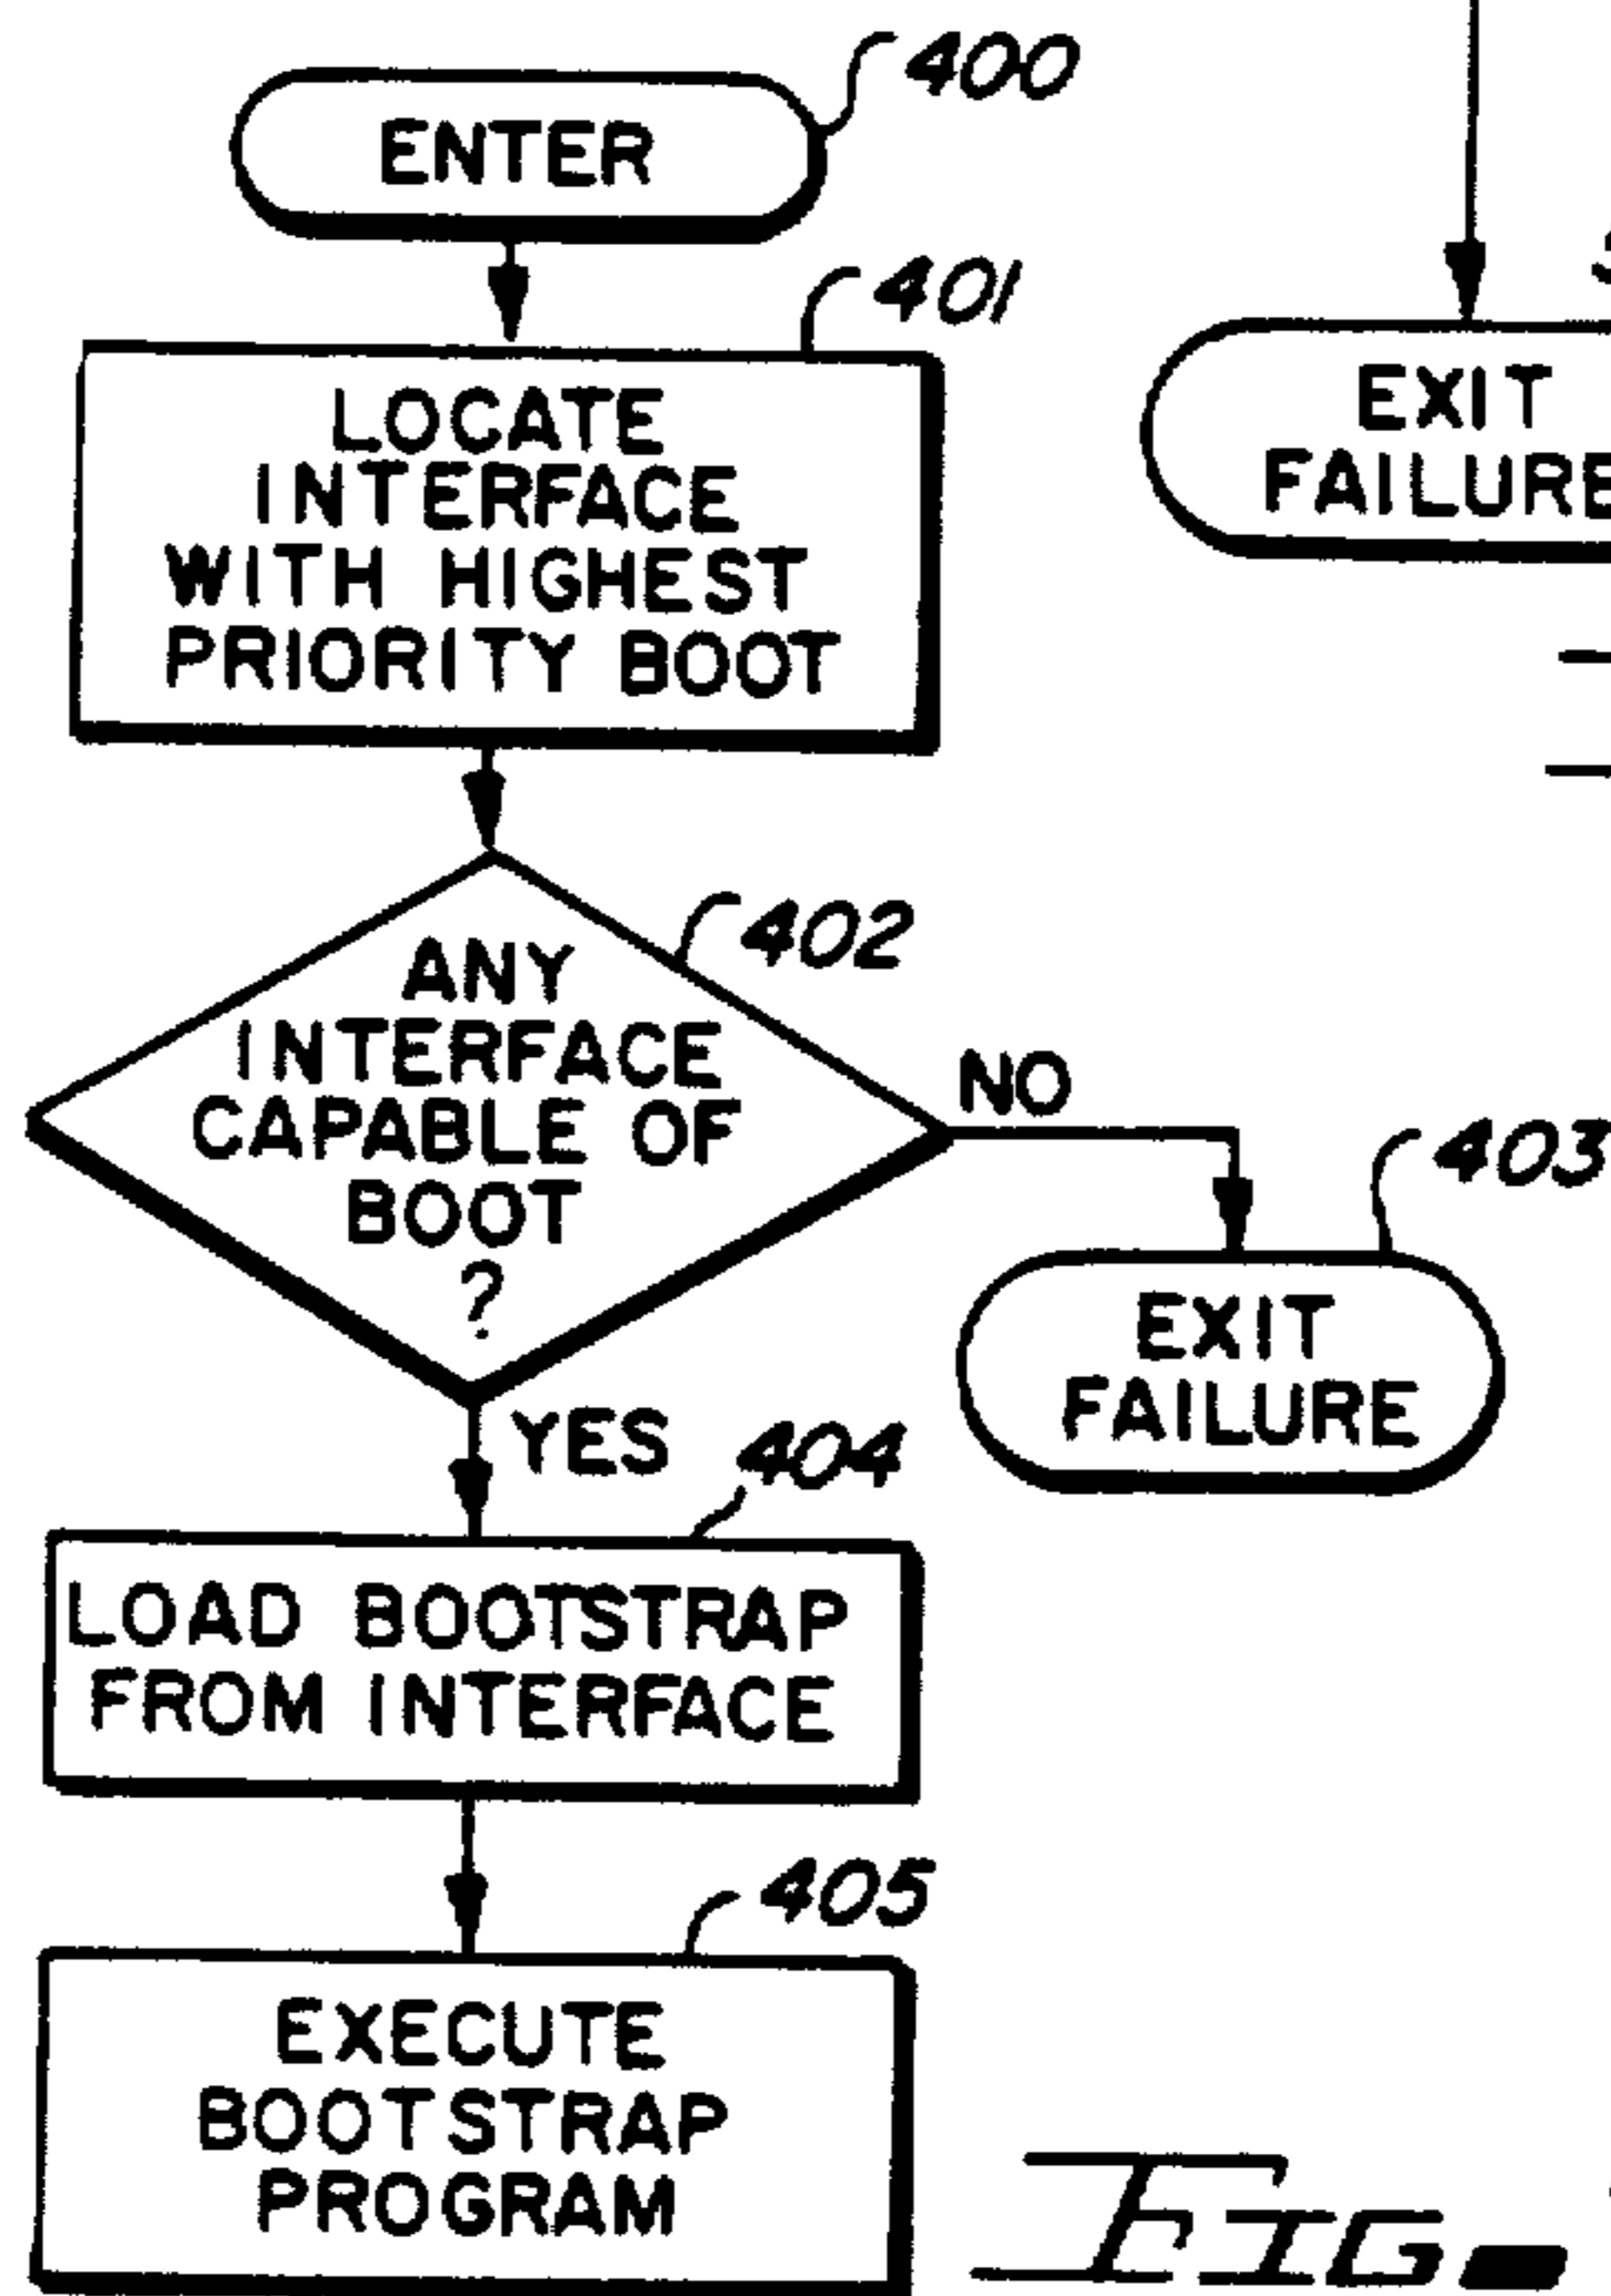 400
ENTER
401
LOCATE
INTERFACE
WITH HIGHEST
PRIORITY BOOT
402
ANY
INTERFACE
CAPABLE OF
BOOT
?
NO
403
EXIT
FAILURE
YES
404
LOAD BOOTSTRAP
FROM INTERFACE
405
EXECUTE
BOOTSTRAP
PROGRAM
EXIT
FAILURE
FIG.